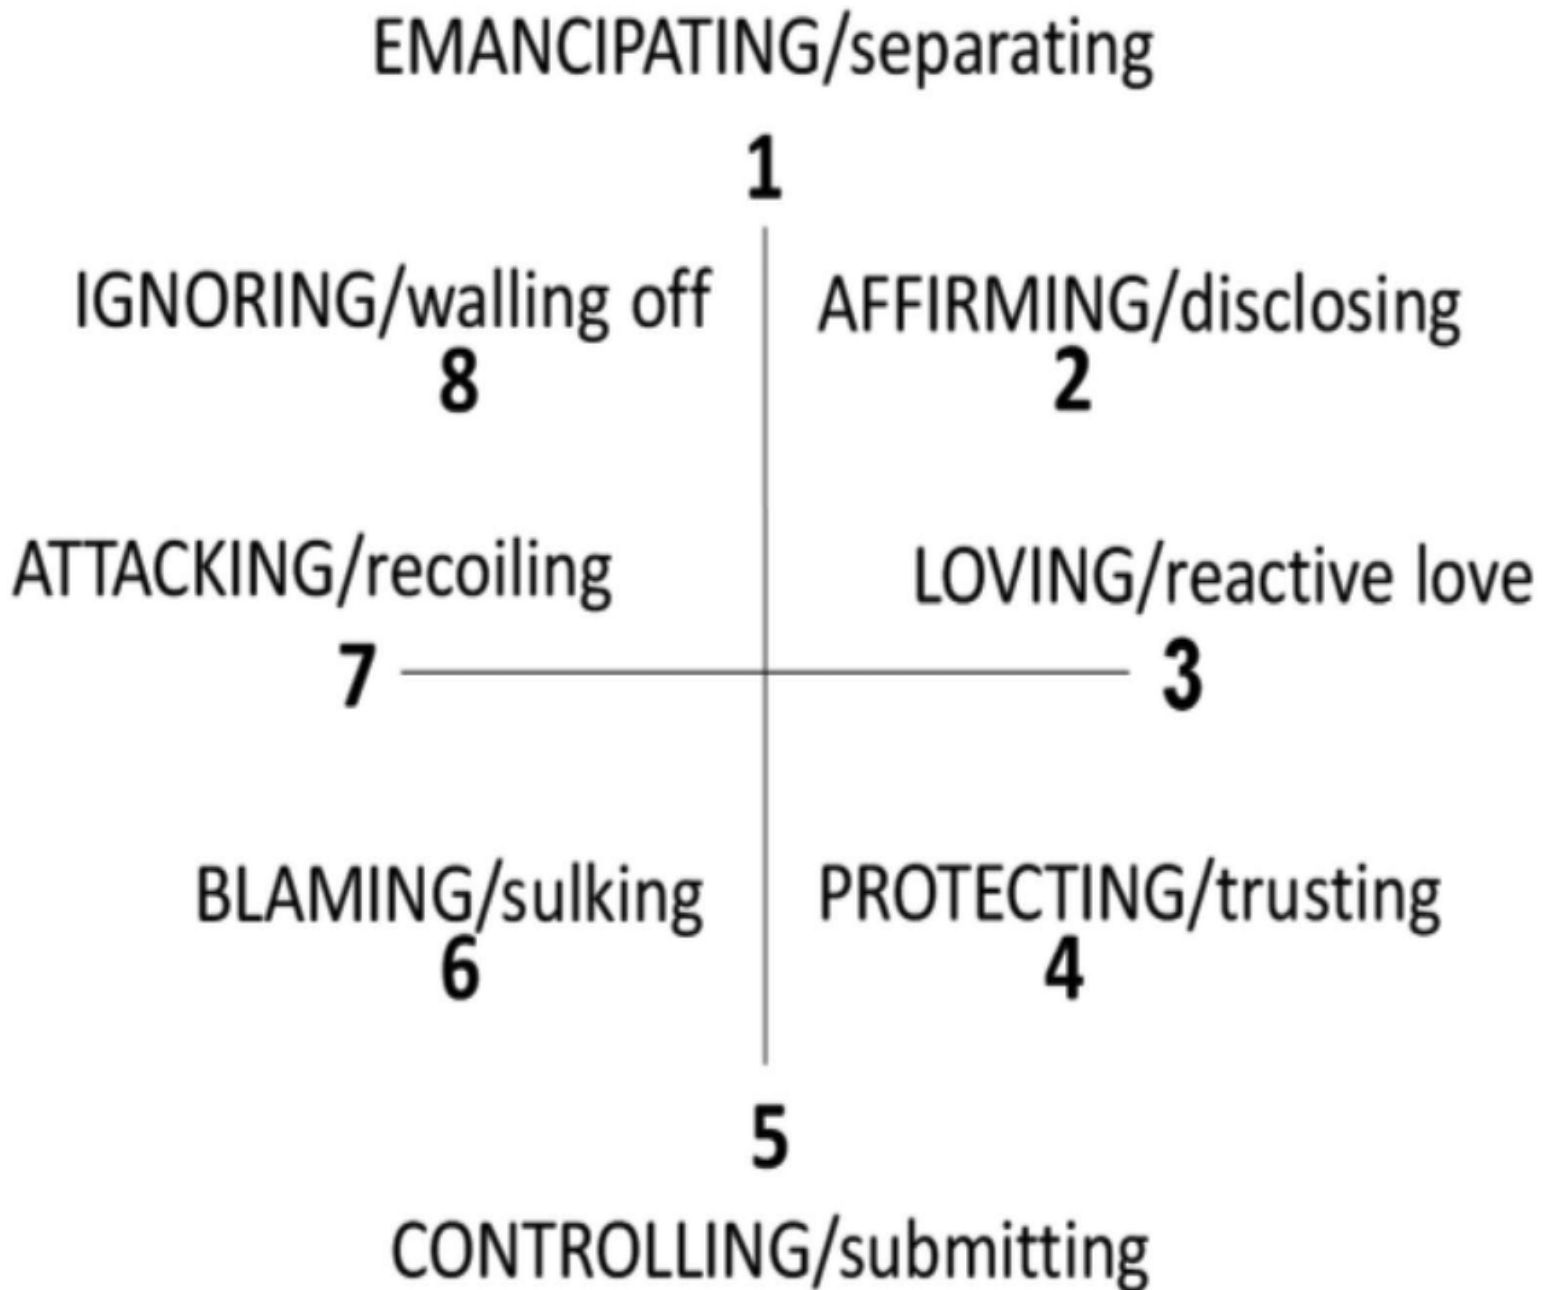 EMANCIPATING/separating
1
IGNORING/walling off
8
AFFIRMING/disclosing
2
ATTACKING/recoiling
7
LOVING/reactive love
3
BLAMING/sulking
6
PROTECTING/trusting
4
5
CONTROLLING/submitting